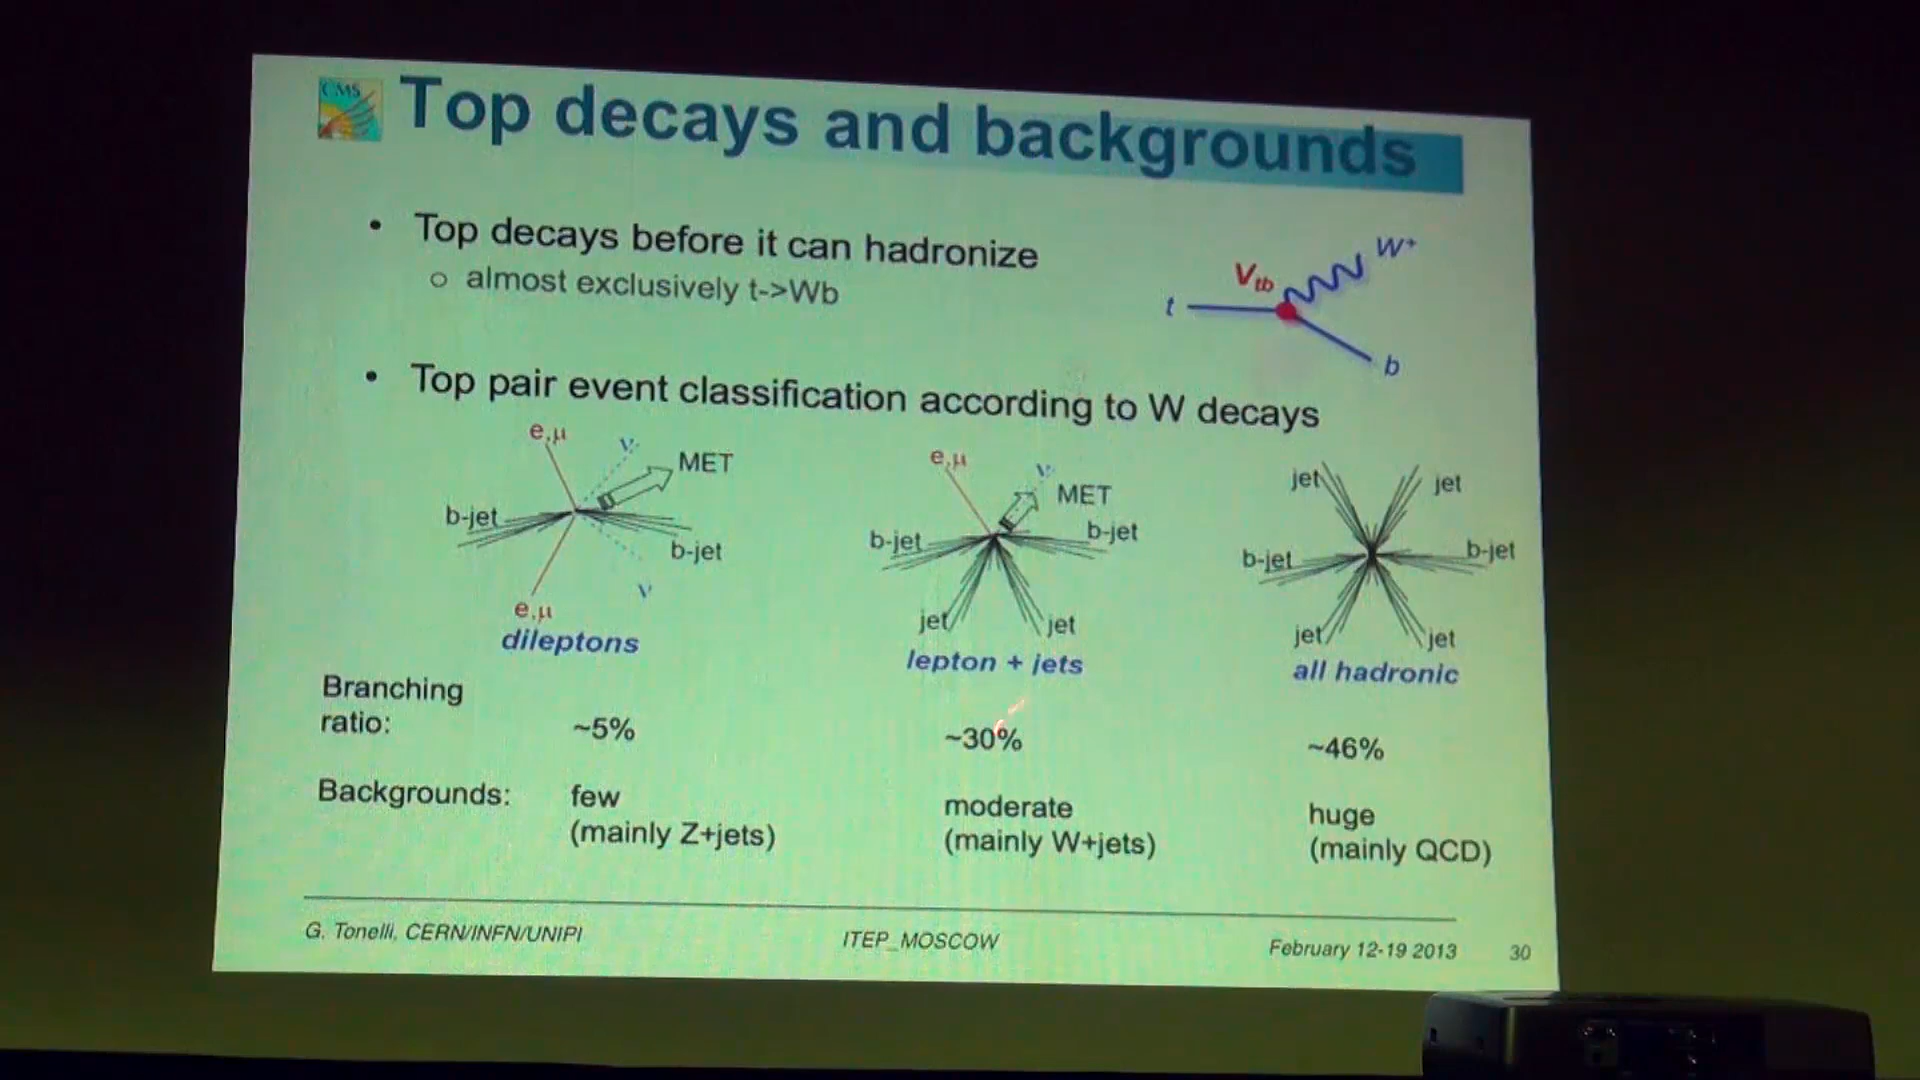 CMS
Top decays and backgrounds
• Top decays before it can hadronize
o almost exclusively t->Wb
W+
Vtb
t
b
• Top pair event classification according to W decays
e,μ
ν
MET
b-jet
b-jet
ν
e,μ
dileptons
e,μ
ν
MET
b-jet
b-jet
jet
jet
lepton + jets
jet
jet
b-jet
b-jet
jet
jet
all hadronic
Branching
ratio:
~5%
~30%
~46%
Backgrounds:
few
(mainly Z+jets)
moderate
(mainly W+jets)
huge
(mainly QCD)
G. Tonelli, CERN/INFN/UNIPI
ITEP_MOSCOW
February 12-19 2013
30